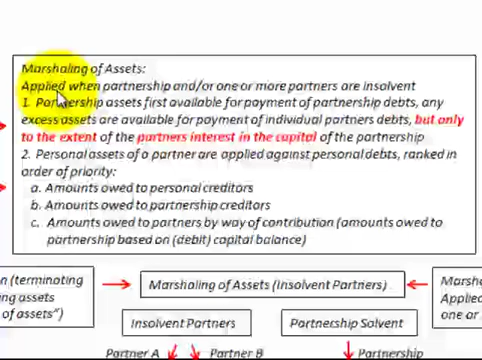 Marshaling of Assets:
Applied when partnership and/or one or more partners are insolvent
1. Partnership assets first available for payment of partnership debts, any
excess assets are available for payment of individual partners debts, but only
to the extent of the partners interest in the capital of the partnership
2. Personal assets of a partner are applied against personal debts, ranked in
order of priority:
a. Amounts owed to personal creditors
b. Amounts owed to partnership creditors
c. Amounts owed to partners by way of contribution (amounts owed to
partnership based on (debit) capital balance)
n (terminating
ng assets
of assets")
Marshaling of Assets (Insolvent Partners)
Marsha
Applied
one or
Insolvent Partners
Partnership Solvent
Partner A
Partner B
Partnership